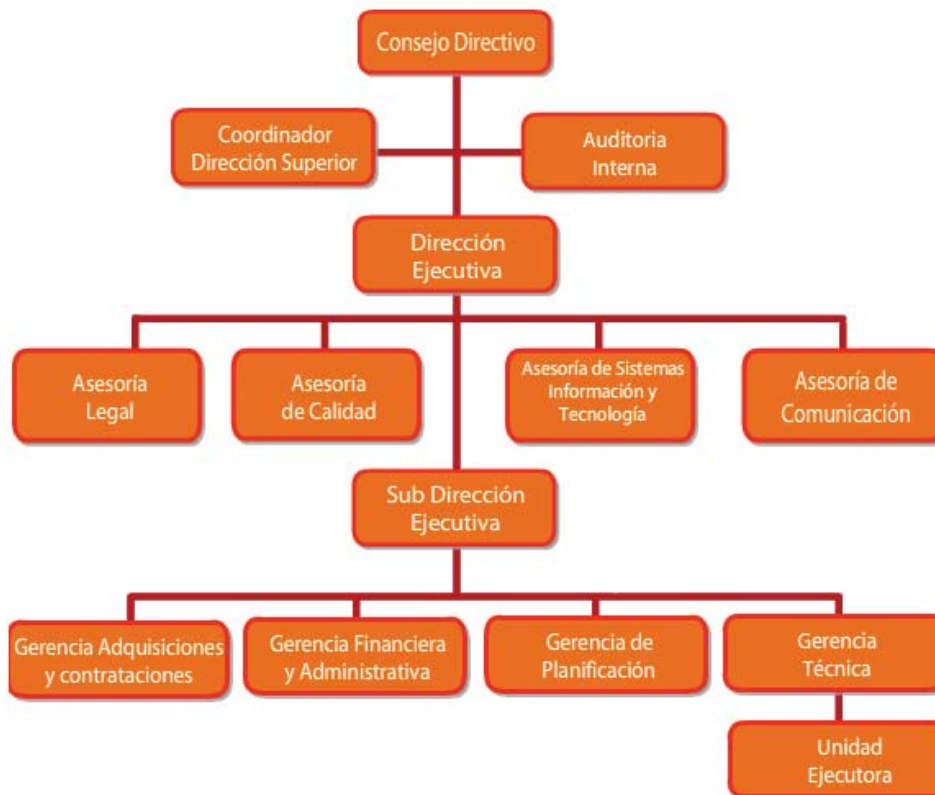 Consejo Directivo
Coordinador
Dirección Superior
Auditoria
Interna
Dirección
Ejecutiva
Asesoría
Legal
Asesoría
de Calidad
Asesoría de Sistemas
Información y
Tecnología
Asesoría de
Comunicación
Sub Dirección
Ejecutiva
Gerencia Adquisiciones
y contrataciones
Gerencia Financiera
y Administrativa
Gerencia de
Planificación
Gerencia
Técnica
Unidad
Ejecutora